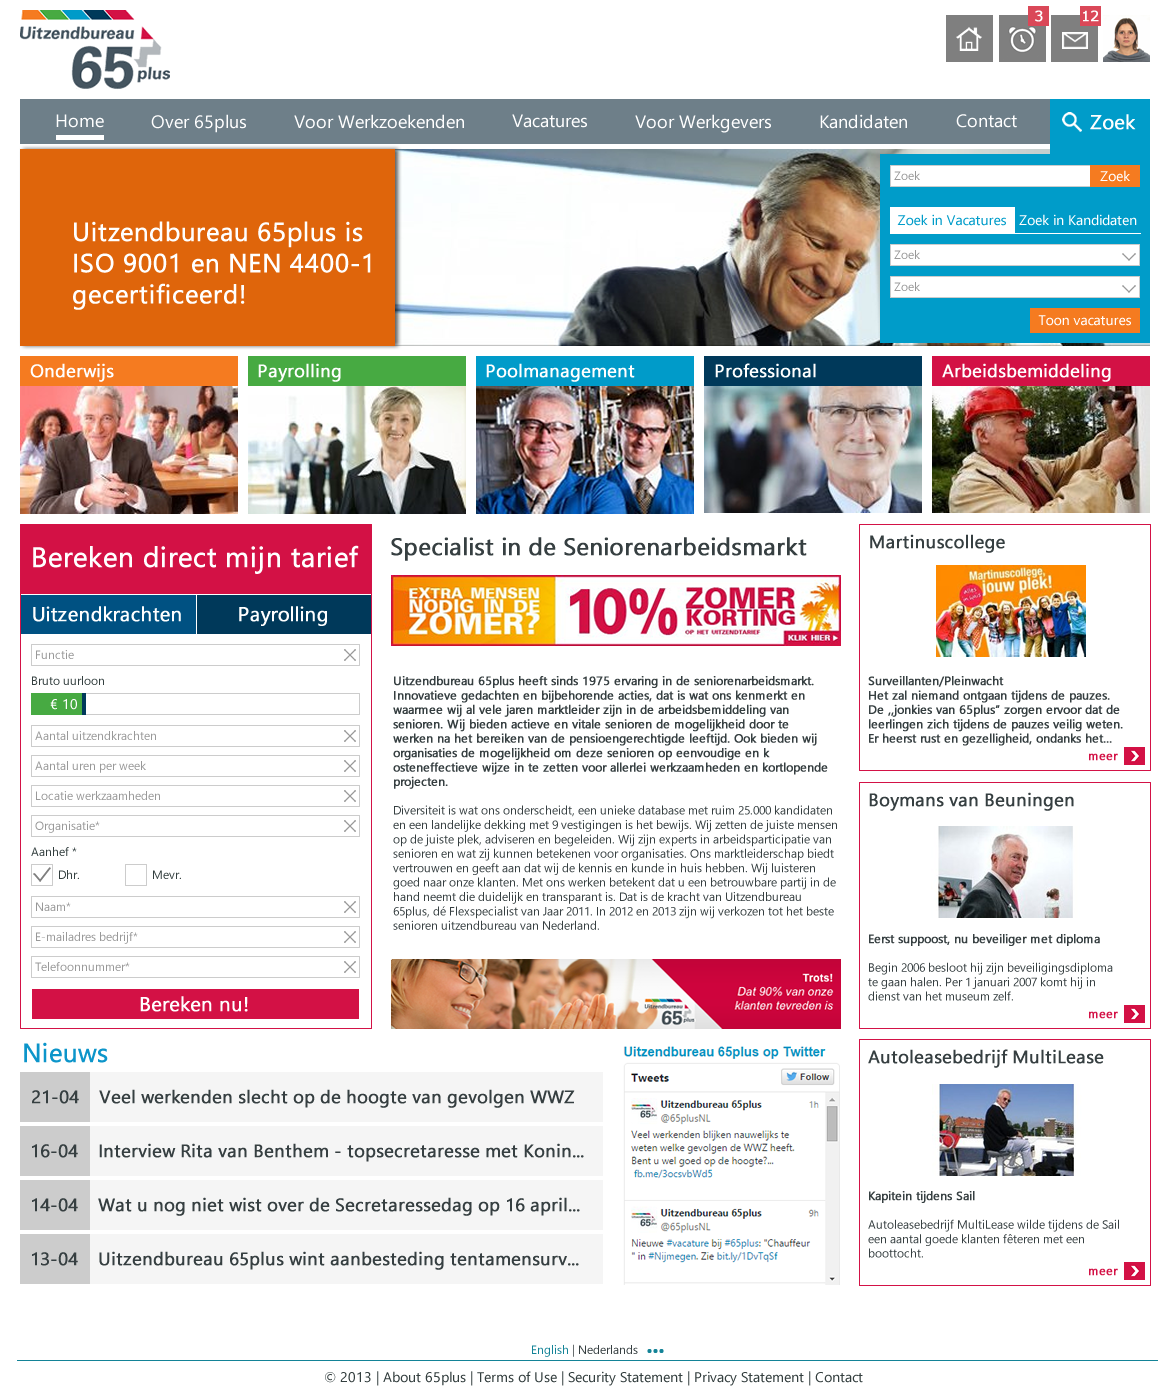 Uitzendbureau
65 plus
3
12
Home
Over 65plus
Voor Werkzoekenden
Vacatures
Voor Werkgevers
Kandidaten
Contact
Zoek
Uitzendbureau 65plus is
ISO 9001 en NEN 4400-1
gecertificeerd!
Zoek
Zoek
Zoek in Vacatures
Zoek in Kandidaten
Zoek
Zoek
Toon vacatures
Onderwijs
Payrolling
Poolmanagement
Professional
Arbeidsbemiddeling
Bereken direct mijn tarief
Uitzendkrachten
Payrolling
Functie
Bruto uurloon
€ 10
Aantal uitzendkrachten
Aantal uren per week
Locatie werkzaamheden
Organisatie*
Aanhef *
Dhr.
Mevr.
Naam*
E-mailadres bedrijf*
Telefoonnummer*
Bereken nu!
Specialist in de Seniorenarbeidsmarkt
EXTRA MENSEN
NODIG IN DE
ZOMER?
10%
ZOMER
KORTING
OP HET UITZENDTARIEF
KLIK HIER
Uitzendbureau 65plus heeft sinds 1975 ervaring in de seniorenarbeidsmarkt.
Innovatieve gedachten en bijbehorende acties, dat is wat ons kenmerkt en
waarmee wij al vele jaren marktleider zijn in de arbeidsbemiddeling van
senioren. Wij bieden actieve en vitale senioren de mogelijkheid door te
werken na het bereiken van de pensioengerechtigde leeftijd. Ook bieden wij
organisaties de mogelijkheid om deze senioren op eenvoudige en k
osteneffectieve wijze in te zetten voor allerlei werkzaamheden en kortlopende
projecten.
Diversiteit is wat ons onderscheidt, een unieke database met ruim 25.000 kandidaten
en een landelijke dekking met 9 vestigingen is het bewijs. Wij zetten de juiste mensen
op de juiste plek, adviseren en begeleiden. Wij zijn experts in arbeidsparticipatie van
senioren en wat zij kunnen betekenen voor organisaties. Ons marktleiderschap biedt
vertrouwen en geeft aan dat wij de kennis en kunde in huis hebben. Wij luisteren
goed naar onze klanten. Met ons werken betekent dat u een betrouwbare partij in de
hand neemt die duidelijk en transparant is. Dat is de kracht van Uitzendbureau
65plus, dé Flexspecialist van Jaar 2011. In 2012 en 2013 zijn wij verkozen tot het beste
senioren uitzendbureau van Nederland.
Uitzendbureau
65 plus
Trots!
Dat 90% van onze
klanten tevreden is
Martinuscollege
Martinuscollege,
jouw plek!
Surveillanten/Pleinwacht
Het zal niemand ontgaan tijdens de pauzes.
De „jonkies van 65plus” zorgen ervoor dat de
leerlingen zich tijdens de pauzes veilig weten.
Er heerst rust en gezelligheid, ondanks het...
meer
Boymans van Beuningen
Eerst suppoost, nu beveiliger met diploma
Begin 2006 besloot hij zijn beveiligingsdiploma
te gaan halen. Per 1 januari 2007 komt hij in
dienst van het museum zelf.
meer
Autoleasebedrijf MultiLease
Kapitein tijdens Sail
Autoleasebedrijf MultiLease wilde tijdens de Sail
een aantal goede klanten fêteren met een
boottocht.
meer
Nieuws
21-04 Veel werkenden slecht op de hoogte van gevolgen WWZ
16-04 Interview Rita van Benthem - topsecretaresse met Konin...
14-04 Wat u nog niet wist over de Secretaressedag op 16 april...
13-04 Uitzendbureau 65plus wint aanbesteding tentamensurv...
Uitzendbureau 65plus op Twitter
Tweets
Follow
65
Uitzendbureau 65plus 1h
@65plusNL
Veel werkenden blijken nauwelijks te
weten welke gevolgen de WWZ heeft.
Bent u wel goed op de hoogte?...
fb.me/3ocsvbWd5
65
Uitzendbureau 65plus 9h
@65plusNL
Nieuwe #vacature bij #65plus: "Chauffeur
" in #Nijmegen. Zie bit.ly/1DvTqSf
English | Nederlands
© 2013 | About 65plus | Terms of Use | Security Statement | Privacy Statement | Contact